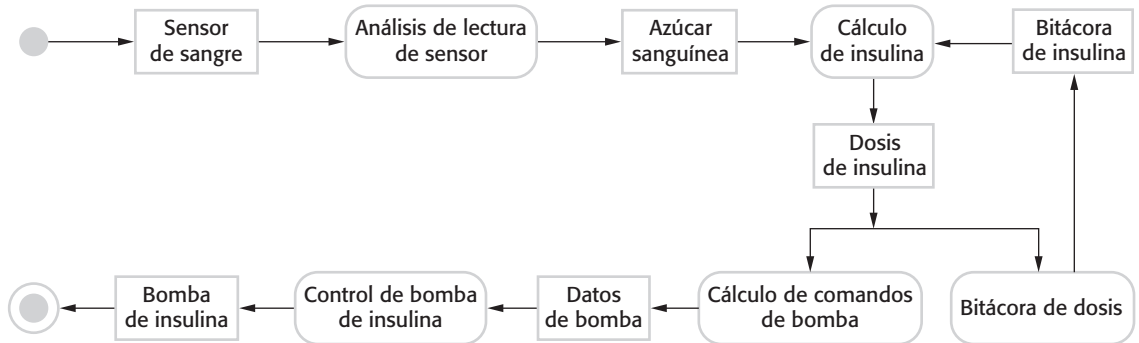 Sensor
de sangre
Análisis de lectura
de sensor
Azúcar
sanguínea
Cálculo
de insulina
Bitácora
de insulina
Dosis
de insulina
Bomba
de insulina
Control de bomba
de insulina
Datos
de bomba
Cálculo de comandos
de bomba
Bitácora de dosis